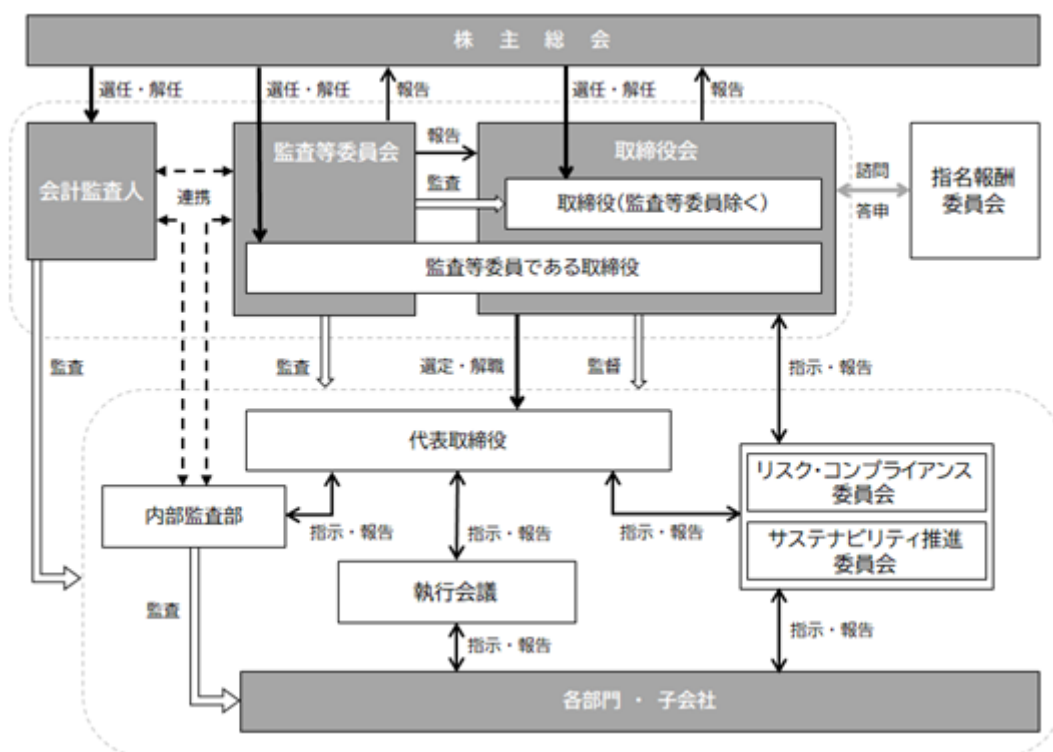 株 主 総 会
選任・解任
選任・解任
報告
選任・解任
報告
会計監査人
連携
監査等委員会
報告
監査
取締役会
取締役(監査等委員除く)
監査等委員である取締役
諮問
答申
指名報酬
委員会
監査
監査
選定・解職
監督
指示・報告
代表取締役
内部監査部
指示・報告
指示・報告
指示・報告
リスク・コンプライアンス
委員会
サステナビリティ推進
委員会
執行会議
監査
指示・報告
指示・報告
各部門 ・ 子会社